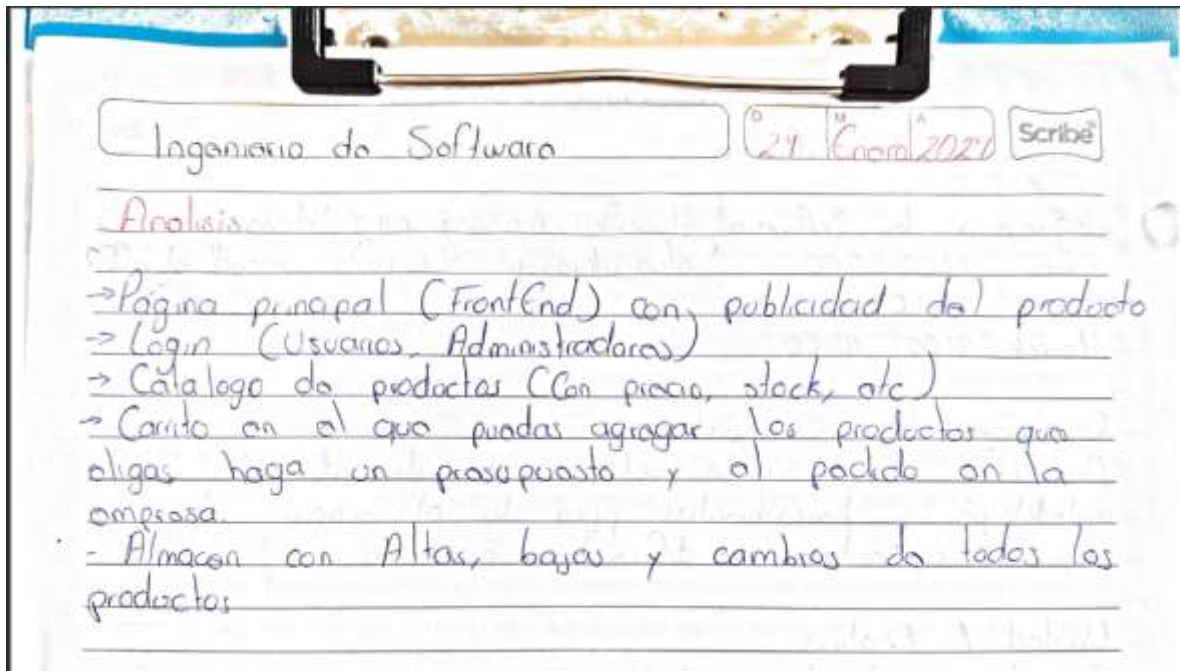 Ingenieria de Software
D 24 M Enero A 2024
Scribe
Analisis
→Página principal (FrontEnd) con publicidad del producto
→ Login (Usuarios, Administradores)
→ Catalogo de productos (Con precio, stock, etc)
→ Carrito en el que puedas agregar los productos que
eligas haga un presupuesto y el pedido en la
empresa.
- Almacen con Altas, bajas y cambios de todos los
productos